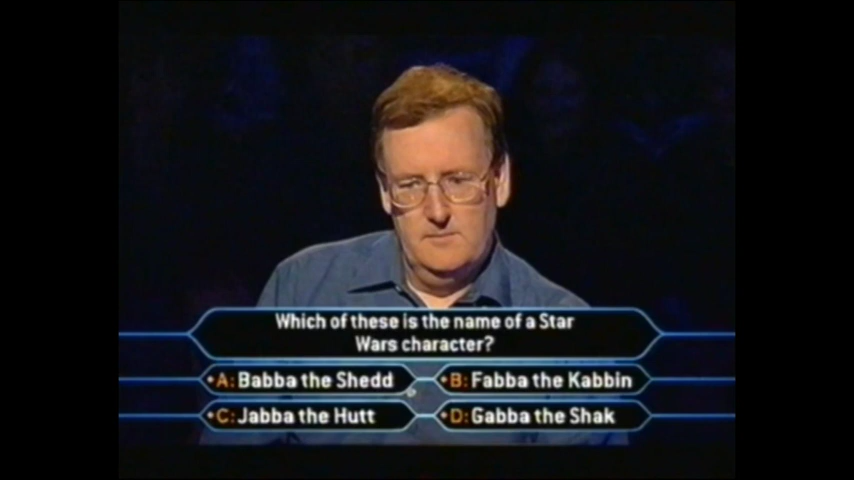 Which of these is the name of a Star
Wars character?
A: Babba the Shedd
B: Fabba the Kabbin
C: Jabba the Hutt
D: Gabba the Shak